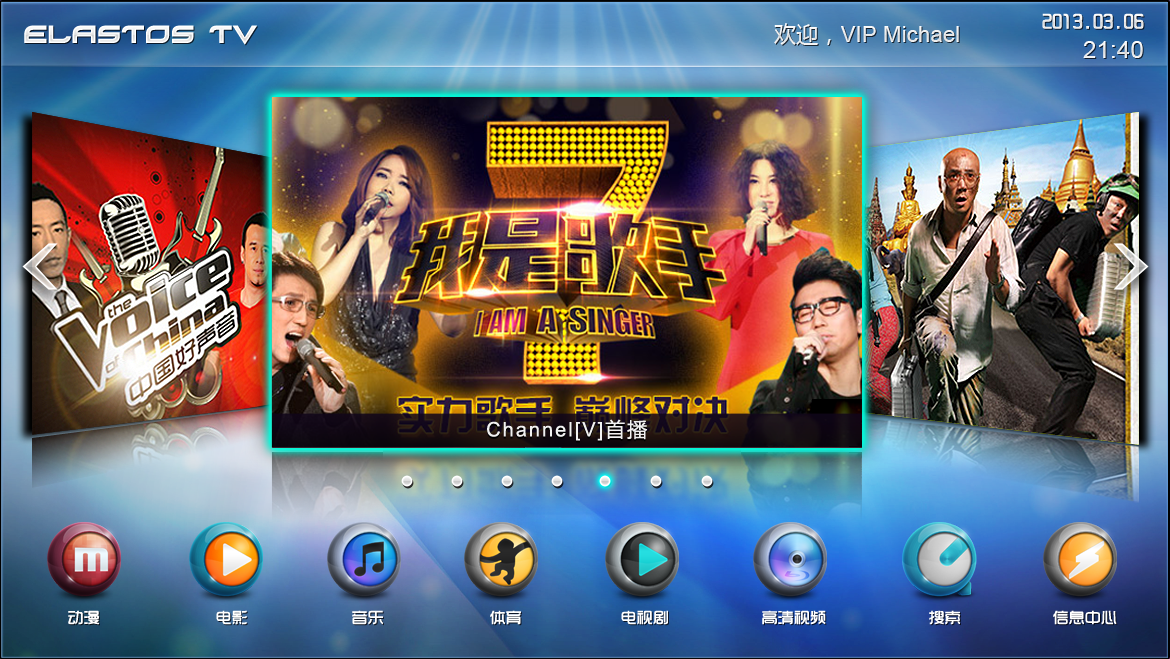 ELASTOS TV
欢迎，VIP Michael
2013.03.06
21:40
the
Voice
of China
中国好声音
7
我是歌手
I AM A SINGER
实力歌手 巅峰对决
Channel[V]首播
m
动漫
电影
音乐
体育
电视剧
高清视频
搜索
信息中心